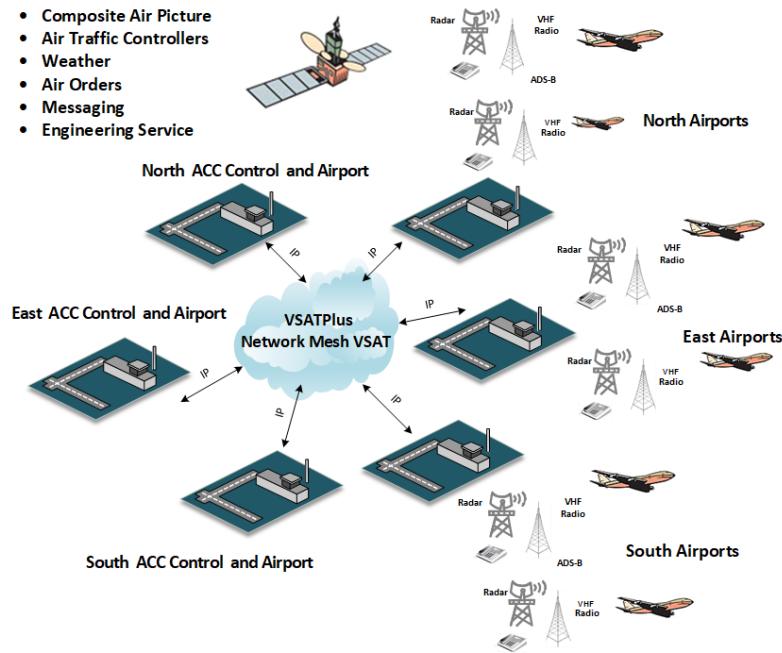 • Composite Air Picture
• Air Traffic Controllers
• Weather
• Air Orders
• Messaging
• Engineering Service
Radar
VHF
Radio
ADS-B
Radar
VHF
Radio
North Airports
North ACC Control and Airport
IP
IP
Radar
VHF
Radio
ADS-B
East ACC Control and Airport
VSATPlus
Network Mesh VSAT
IP
East Airports
Radar
VHF
Radio
IP
IP
IP
South ACC Control and Airport
Radar
VHF
Radio
ADS-B
South Airports
Radar
VHF
Radio